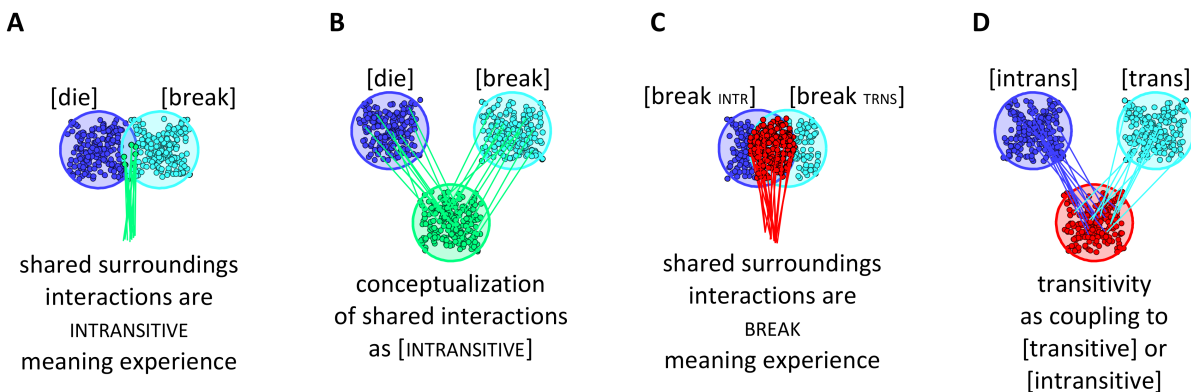 A
[die]
[break]
shared surroundings
interactions are
INTRANSITIVE
meaning experience
B
[die]
[break]
conceptualization
of shared interactions
as [INTRANSITIVE]
C
[break INTR]
[break TRNS]
shared surroundings
interactions are
BREAK
meaning experience
D
[intrans]
[trans]
transitivity
as coupling to
[transitive] or
[intransitive]